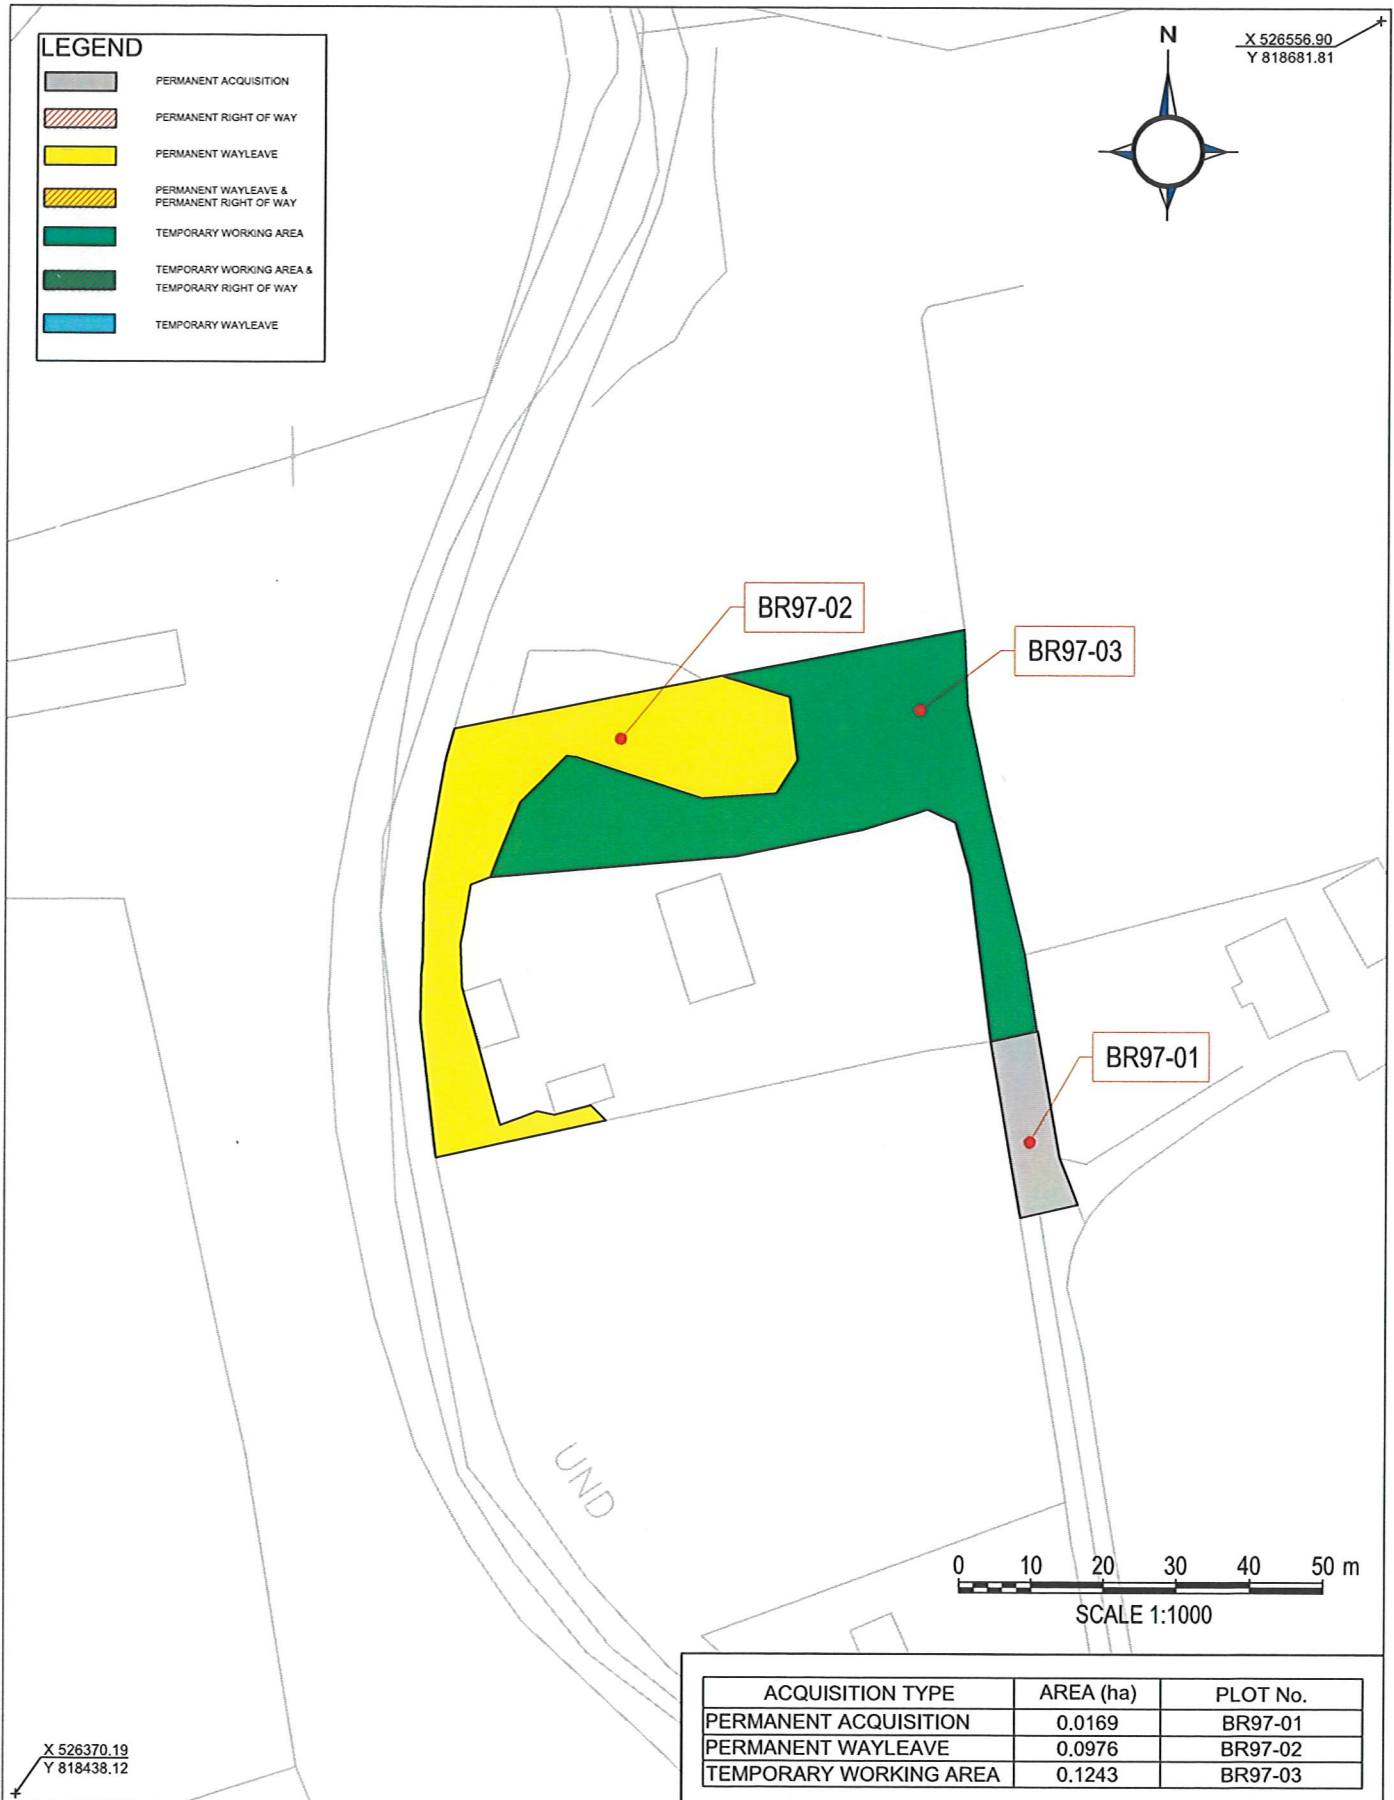 LEGEND
PERMANENT ACQUISITION
PERMANENT RIGHT OF WAY
PERMANENT WAYLEAVE
PERMANENT WAYLEAVE &
PERMANENT RIGHT OF WAY
TEMPORARY WORKING AREA
TEMPORARY WORKING AREA &
TEMPORARY RIGHT OF WAY
TEMPORARY WAYLEAVE
N
X 526556.90
Y 818681.81
BR97-02
BR97-03
BR97-01
UND
0 10 20 30 40 50 m
SCALE 1:1000
ACQUISITION TYPE AREA (ha) PLOT No.
PERMANENT ACQUISITION 0.0169 BR97-01
PERMANENT WAYLEAVE 0.0976 BR97-02
TEMPORARY WORKING AREA 0.1243 BR97-03
X 526370.19
Y 818438.12